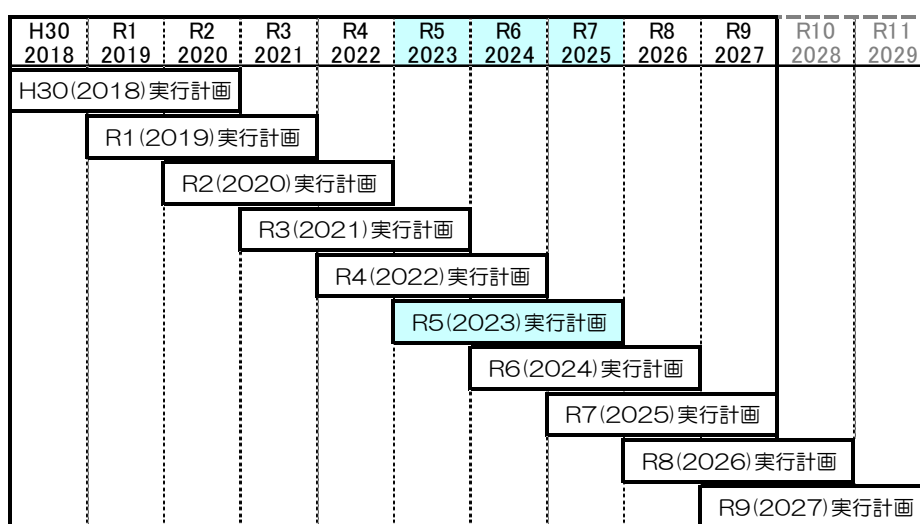 H30 R1 R2 R3 R4 R5 R6 R7 R8 R9 R10 R11
2018 2019 2020 2021 2022 2023 2024 2025 2026 2027 2028 2029
H30(2018)実行計画
R1(2019)実行計画
R2(2020)実行計画
R3(2021)実行計画
R4(2022)実行計画
R5(2023)実行計画
R6(2024)実行計画
R7(2025)実行計画
R8(2026)実行計画
R9(2027)実行計画